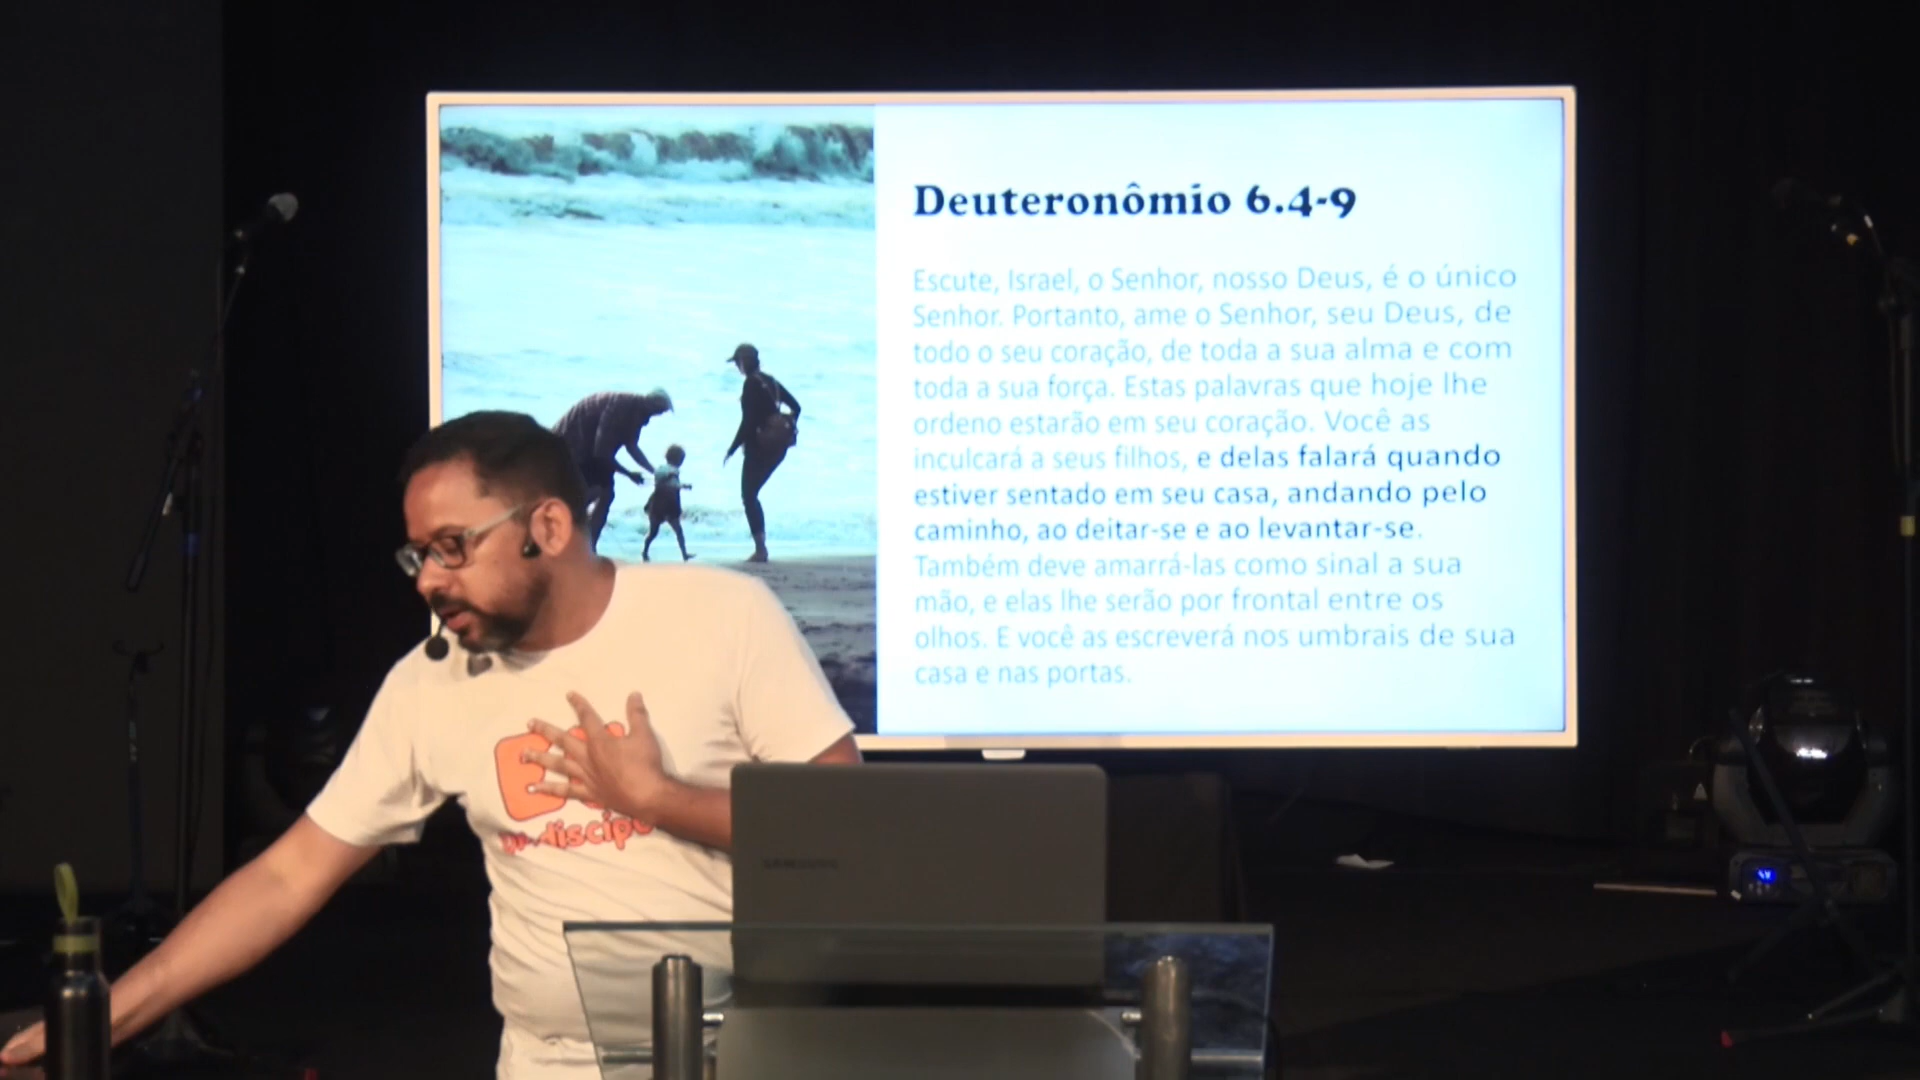 Deuteronômio 6.4-9
Escute, Israel, o Senhor, nosso Deus, é o único
Senhor. Portanto, ame o Senhor, seu Deus, de
todo o seu coração, de toda a sua alma e com
toda a sua força. Estas palavras que hoje lhe
ordeno estarão em seu coração. Você as
inculcará a seus filhos, e delas falará quando
estiver sentado em seu casa, andando pelo
caminho, ao deitar-se e ao levantar-se.
Também deve amarrá-las como sinal a sua
mão, e elas lhe serão por frontal entre os
olhos. E você as escreverá nos umbrais de sua
casa e nas portas.
SAMSUNG